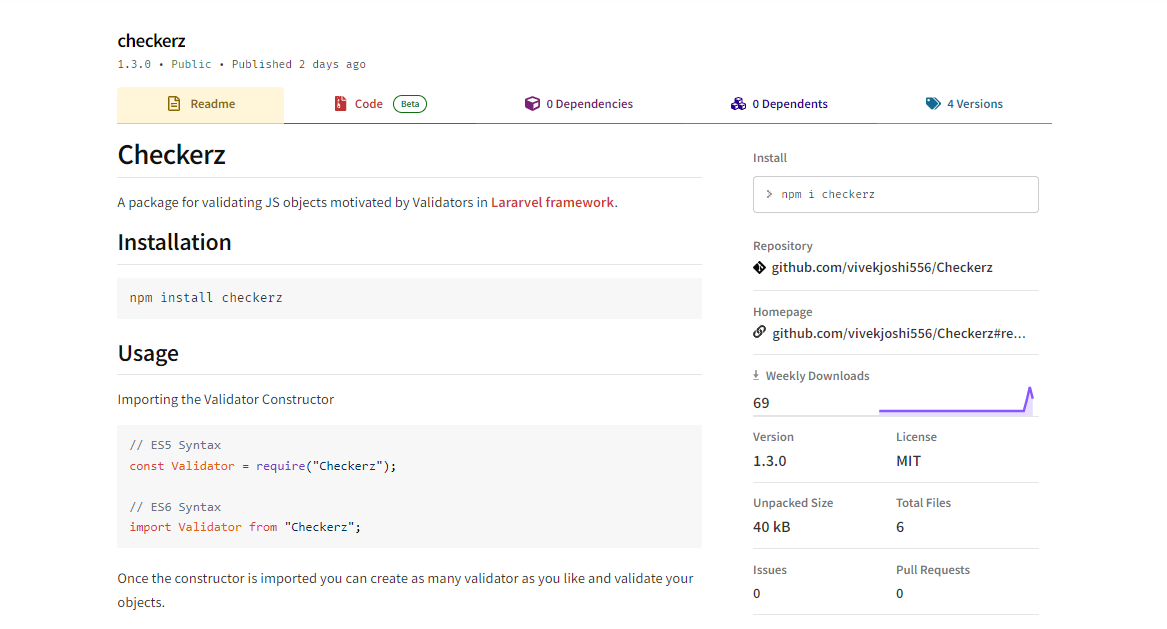 checkerz
1.3.0 • Public • Published 2 days ago
Readme
Code Beta
0 Dependencies
0 Dependents
4 Versions
Checkerz
A package for validating JS objects motivated by Validators in Lararvel framework.
Installation
npm install checkerz
Usage
Importing the Validator Constructor
// ES5 Syntax
const Validator = require("Checkerz");
// ES6 Syntax
import Validator from "Checkerz";
Once the constructor is imported you can create as many validator as you like and validate your
objects.
Install
> npm i checkerz
Repository
github.com/vivekjoshi556/Checkerz
Homepage
github.com/vivekjoshi556/Checkerz#re...
Weekly Downloads
69
Version License
1.3.0 MIT
Unpacked Size Total Files
40 kB 6
Issues Pull Requests
0 0